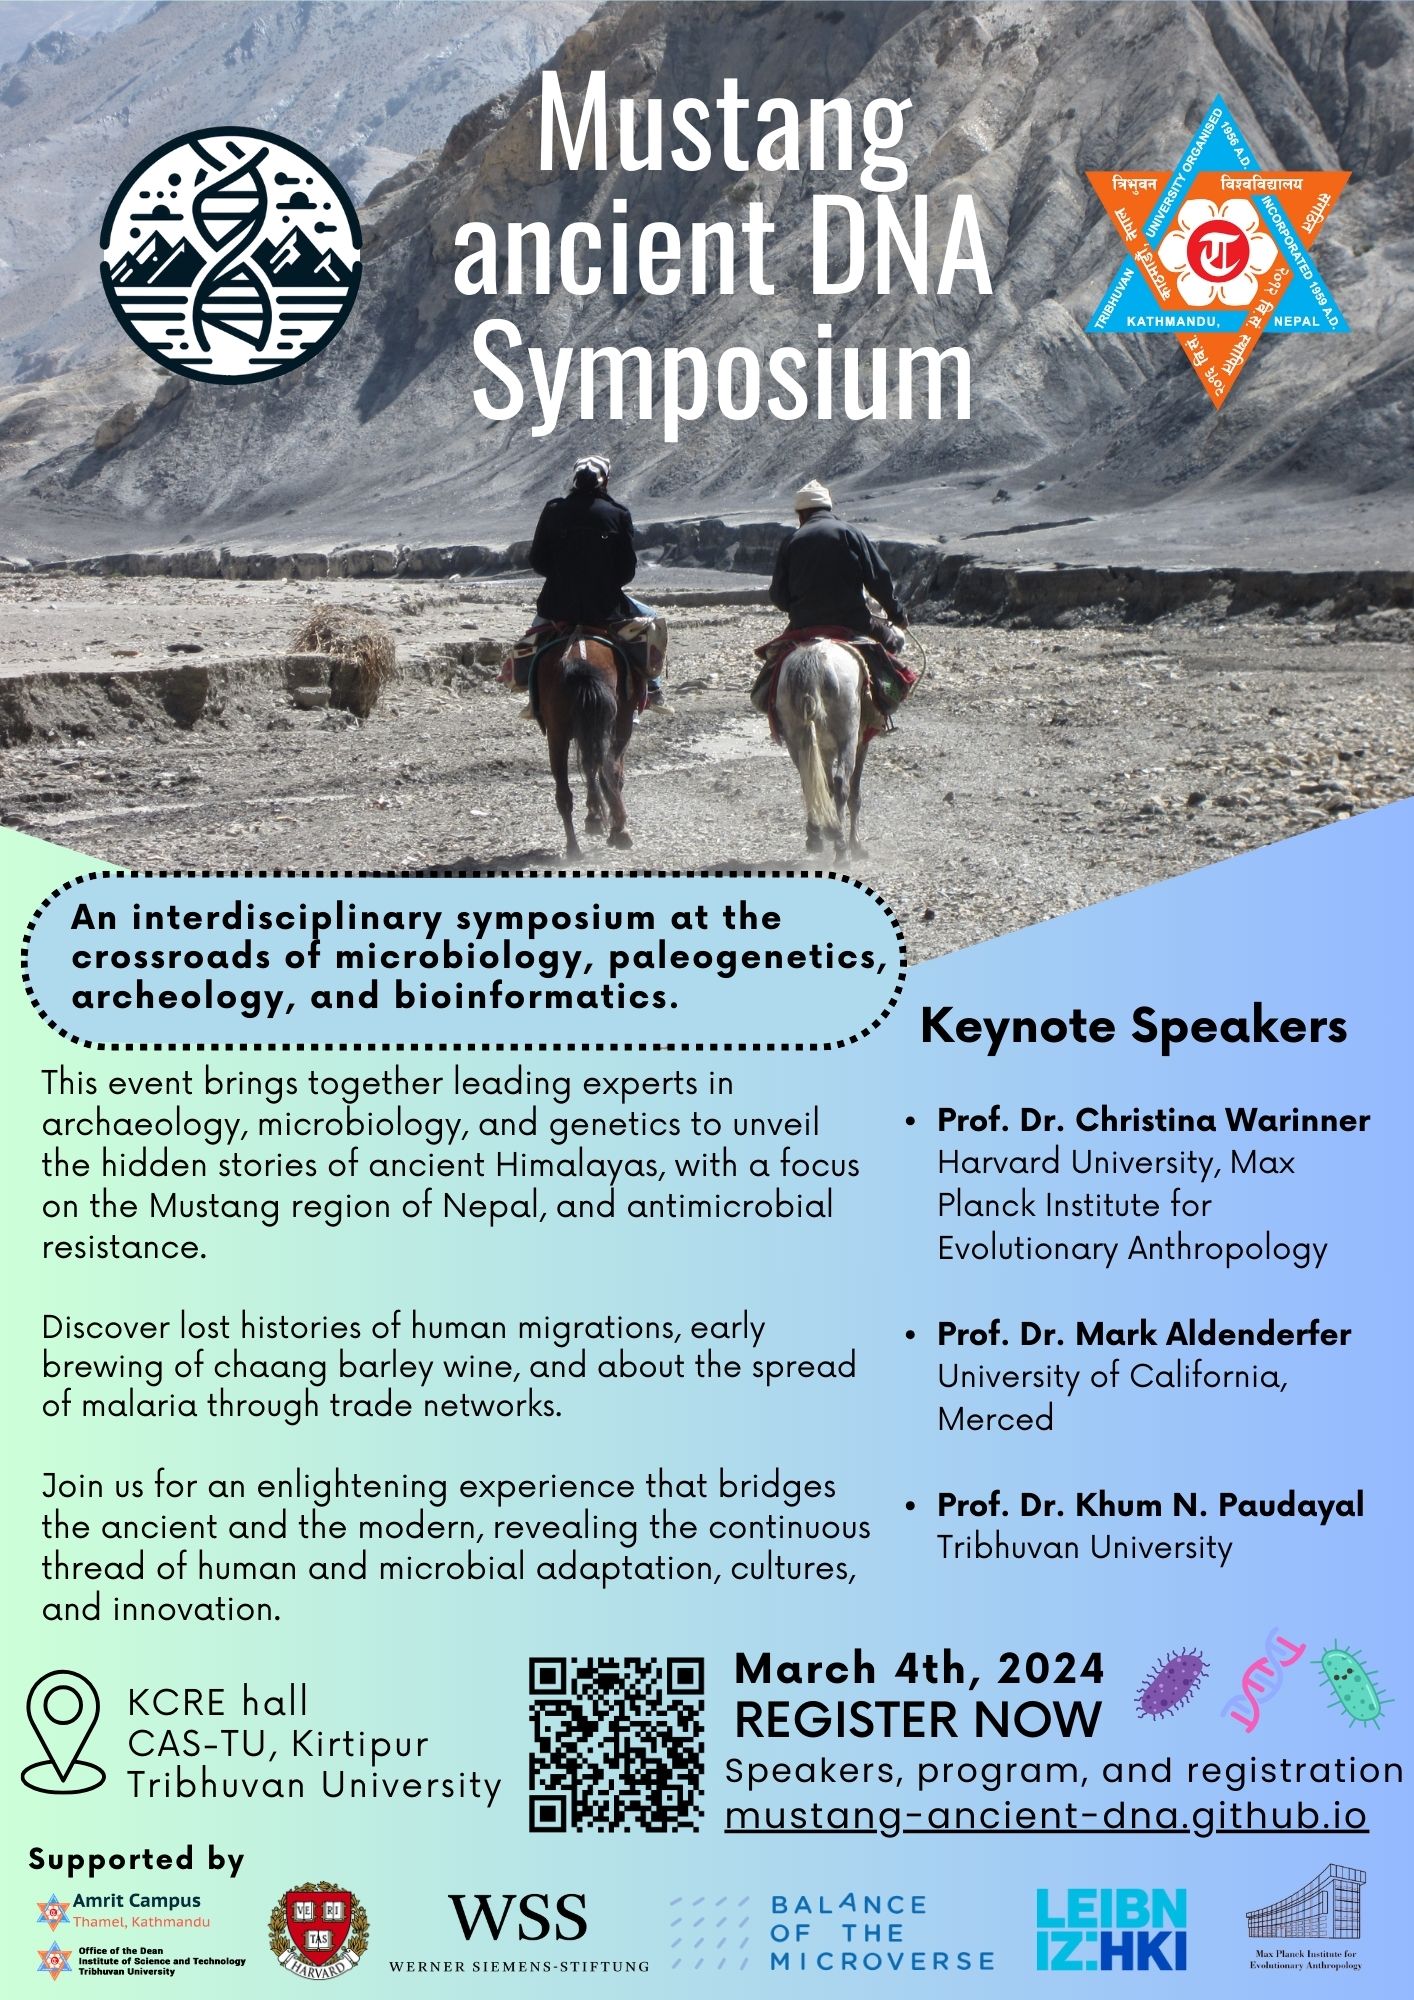 Mustang
ancient DNA
Symposium
त्रिभुवन
विश्वविद्यालय
TRIBHUVAN
UNIVERSITY ORGANISED
1956 A.D.
INCORPORATED 1959 A.D.
KATHMANDU,
NEPAL
An interdisciplinary symposium at the
crossroads of microbiology, paleogenetics,
archeology, and bioinformatics.
This event brings together leading experts in
archaeology, microbiology, and genetics to unveil
the hidden stories of ancient Himalayas, with a focus
on the Mustang region of Nepal, and antimicrobial
resistance.
Discover lost histories of human migrations, early
brewing of chaang barley wine, and about the spread
of malaria through trade networks.
Join us for an enlightening experience that bridges
the ancient and the modern, revealing the continuous
thread of human and microbial adaptation, cultures,
and innovation.
Keynote Speakers
• Prof. Dr. Christina Warinner
Harvard University, Max
Planck Institute for
Evolutionary Anthropology
• Prof. Dr. Mark Aldenderfer
University of California,
Merced
• Prof. Dr. Khum N. Paudayal
Tribhuvan University
KCRE hall
CAS-TU, Kirtipur
Tribhuvan University
March 4th, 2024
REGISTER NOW
Speakers, program, and registration
mustang-ancient-dna.github.io
Supported by
Amrit Campus
Thamel, Kathmandu
Office of the Dean
Institute of Science and Technology
Tribhuvan University
VE RI
TAS
HARVARD
WSS
WERNER SIEMENS-STIFTUNG
BALANCE
OF THE
MICROVERSE
LEIBN
IZ:HKI
Max Planck Institute for
Evolutionary Anthropology